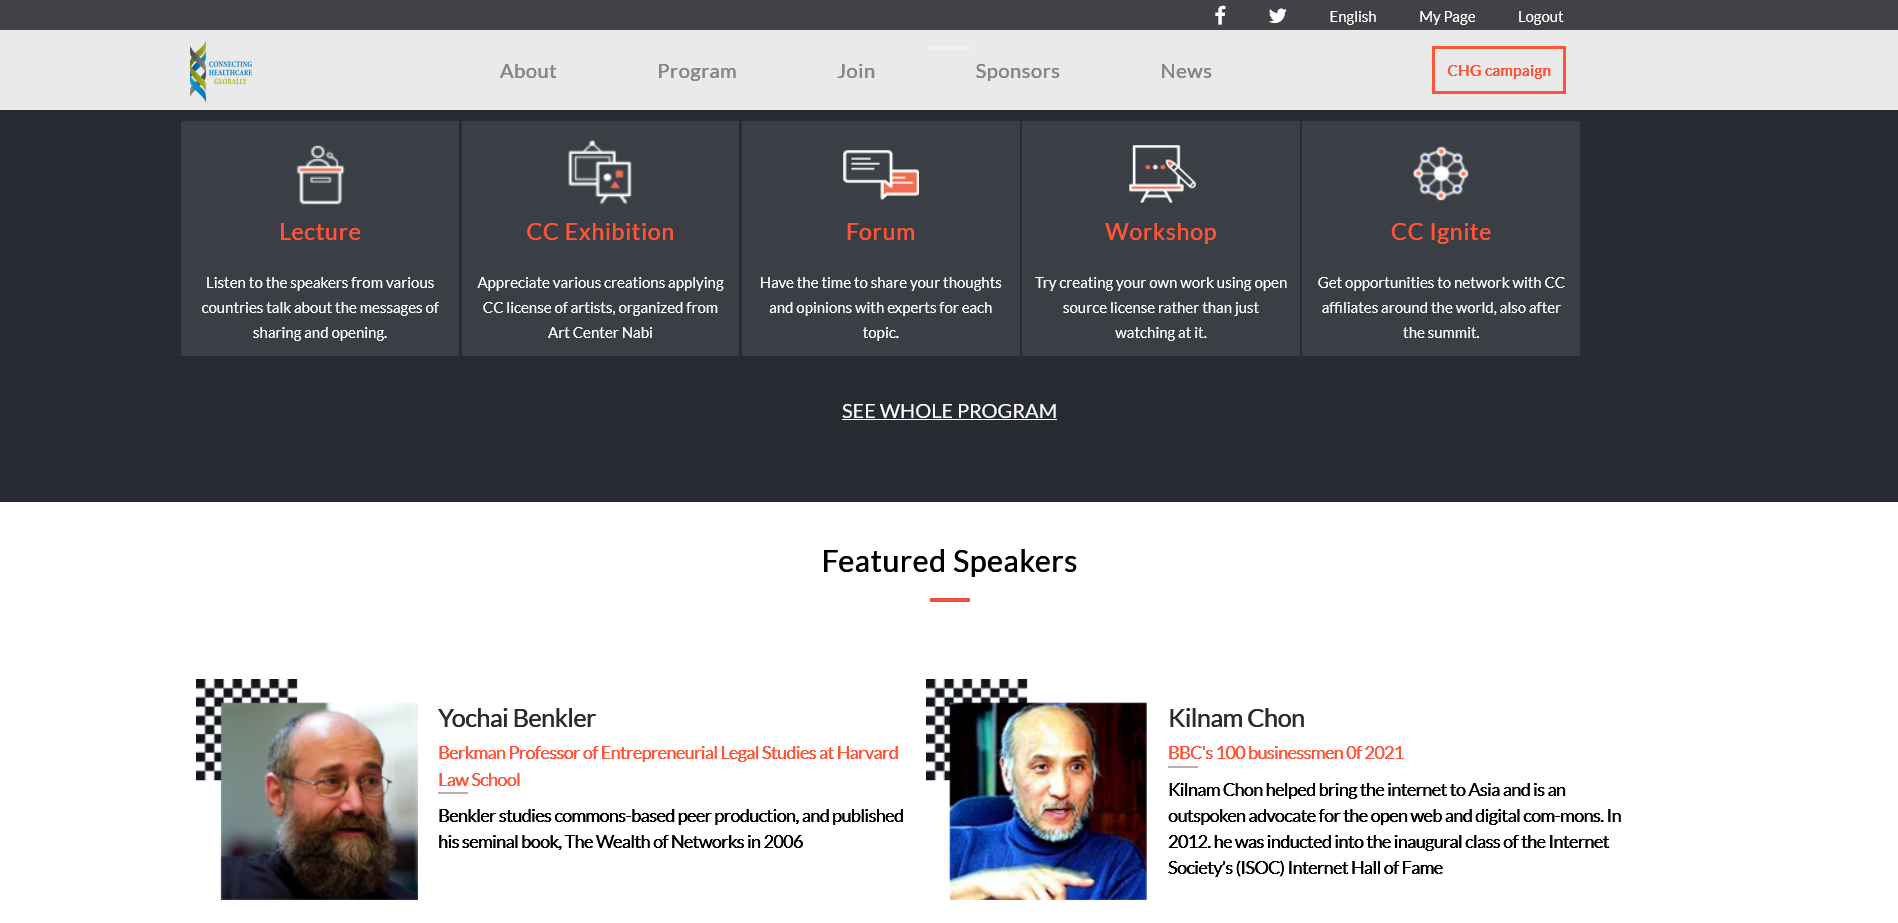 English My Page Logout
CONNECTING
HEALTHCARE
GLOBALLY
About Program Join Sponsors News
CHG campaign
Lecture
Listen to the speakers from various
countries talk about the messages of
sharing and opening.
CC Exhibition
Appreciate various creations applying
CC license of artists, organized from
Art Center Nabi
Forum
Have the time to share your thoughts
and opinions with experts for each
topic.
Workshop
Try creating your own work using open
source license rather than just
watching at it.
CC Ignite
Get opportunities to network with CC
affiliates around the world, also after
the summit.
SEE WHOLE PROGRAM
Featured Speakers
Yochai Benkler
Berkman Professor of Entrepreneurial Legal Studies at Harvard
Law School
Benkler studies commons-based peer production, and published
his seminal book, The Wealth of Networks in 2006
Kilnam Chon
BBC's 100 businessmen 0f 2021
Kilnam Chon helped bring the internet to Asia and is an
outspoken advocate for the open web and digital com-mons. In
2012. he was inducted into the inaugural class of the Internet
Society's (ISOC) Internet Hall of Fame